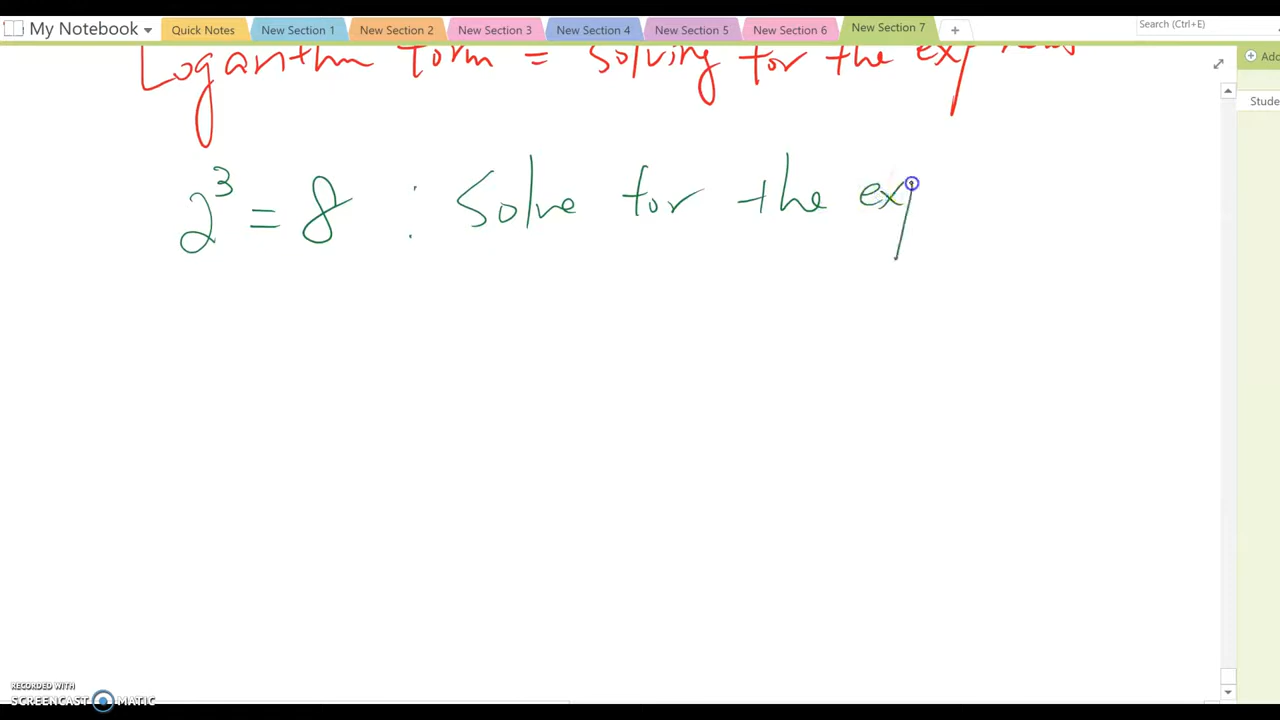 My Notebook
Quick Notes
New Section 1
New Section 2
New Section 3
New Section 4
New Section 5
New Section 6
New Section 7
Search (Ctrl+E)
Add
Stude
Logarithm form = solving for the
2³ = 8 : Solve for the exp
RECORDED WITH
SCREENCAST MATIC